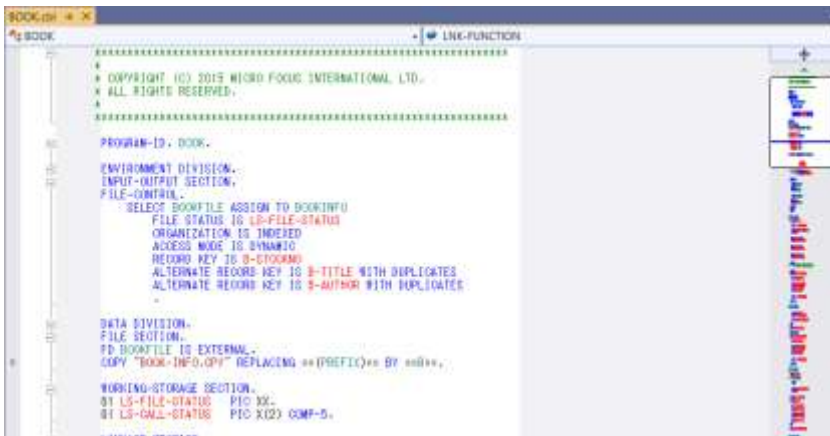 BOOK.cbl
BOOK
LNK-FUNCTION
*****************************************************************
*
* COPYRIGHT (C) 2015 MICRO FOCUS INTERNATIONAL LTD.
* ALL RIGHTS RESERVED.
*
*****************************************************************
PROGRAM-ID. BOOK.
ENVIRONMENT DIVISION.
INPUT-OUTPUT SECTION.
FILE-CONTROL.
SELECT BOOKFILE ASSIGN TO BOOKINFO
FILE STATUS IS LS-FILE-STATUS
ORGANIZATION IS INDEXED
ACCESS MODE IS DYNAMIC
RECORD KEY IS B-STOCKNO
ALTERNATE RECORD KEY IS B-TITLE WITH DUPLICATES
ALTERNATE RECORD KEY IS B-AUTHOR WITH DUPLICATES
.
DATA DIVISION.
FILE SECTION.
FD BOOKFILE IS EXTERNAL.
COPY "BOOK-INFO.CPY" REPLACING ==(PREFIX)== BY ==B==.
WORKING-STORAGE SECTION.
01 LS-FILE-STATUS PIC XX.
01 LS-CALL-STATUS PIC X(2) COMP-5.